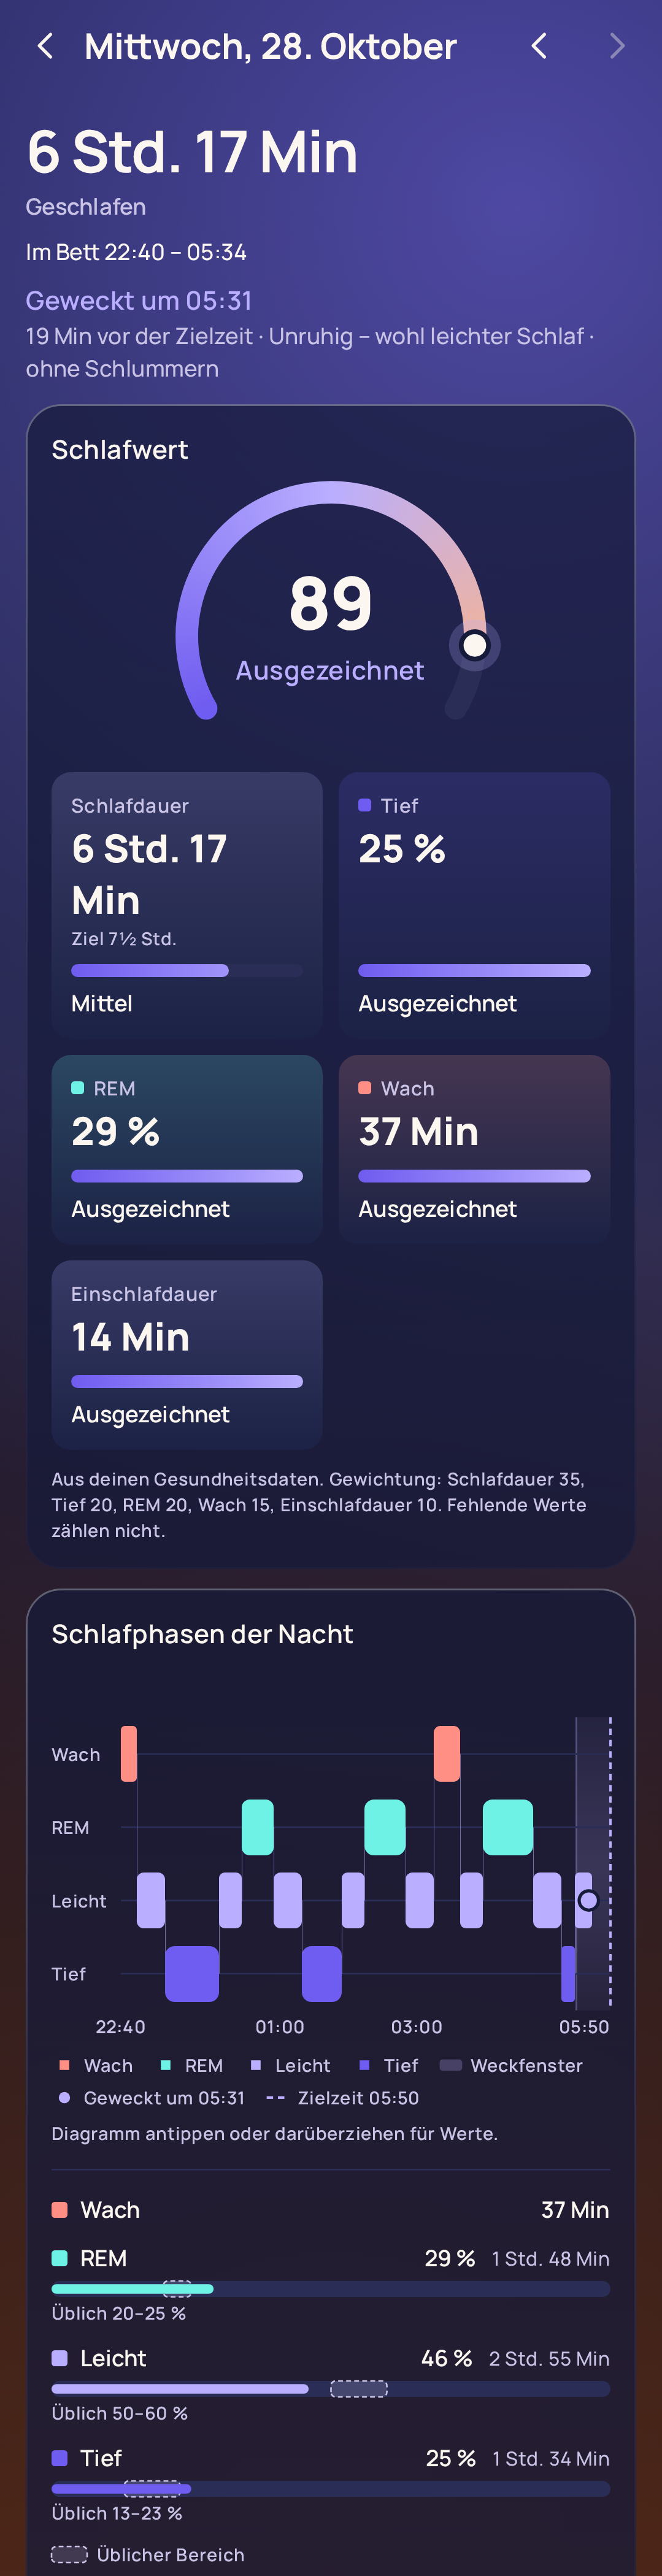 Mittwoch, 28. Oktober
6 Std. 17 Min
Geschlafen
Im Bett 22:40 – 05:34
Geweckt um 05:31
19 Min vor der Zielzeit · Unruhig – wohl leichter Schlaf ·
ohne Schlummern
Schlafwert
89
Ausgezeichnet
Schlafdauer
6 Std. 17
Min
Ziel 7½ Std.
Mittel
Tief
25 %
Ausgezeichnet
REM
29 %
Ausgezeichnet
Wach
37 Min
Ausgezeichnet
Einschlafdauer
14 Min
Ausgezeichnet
Aus deinen Gesundheitsdaten. Gewichtung: Schlafdauer 35,
Tief 20, REM 20, Wach 15, Einschlafdauer 10. Fehlende Werte
zählen nicht.
Schlafphasen der Nacht
Wach
REM
Leicht
Tief
22:40 01:00 03:00 05:50
Wach REM Leicht Tief Weckfenster
Geweckt um 05:31 Zielzeit 05:50
Diagramm antippen oder darüberziehen für Werte.
Wach 37 Min
REM 29 % 1 Std. 48 Min
Üblich 20–25 %
Leicht 46 % 2 Std. 55 Min
Üblich 50–60 %
Tief 25 % 1 Std. 34 Min
Üblich 13–23 %
Üblicher Bereich